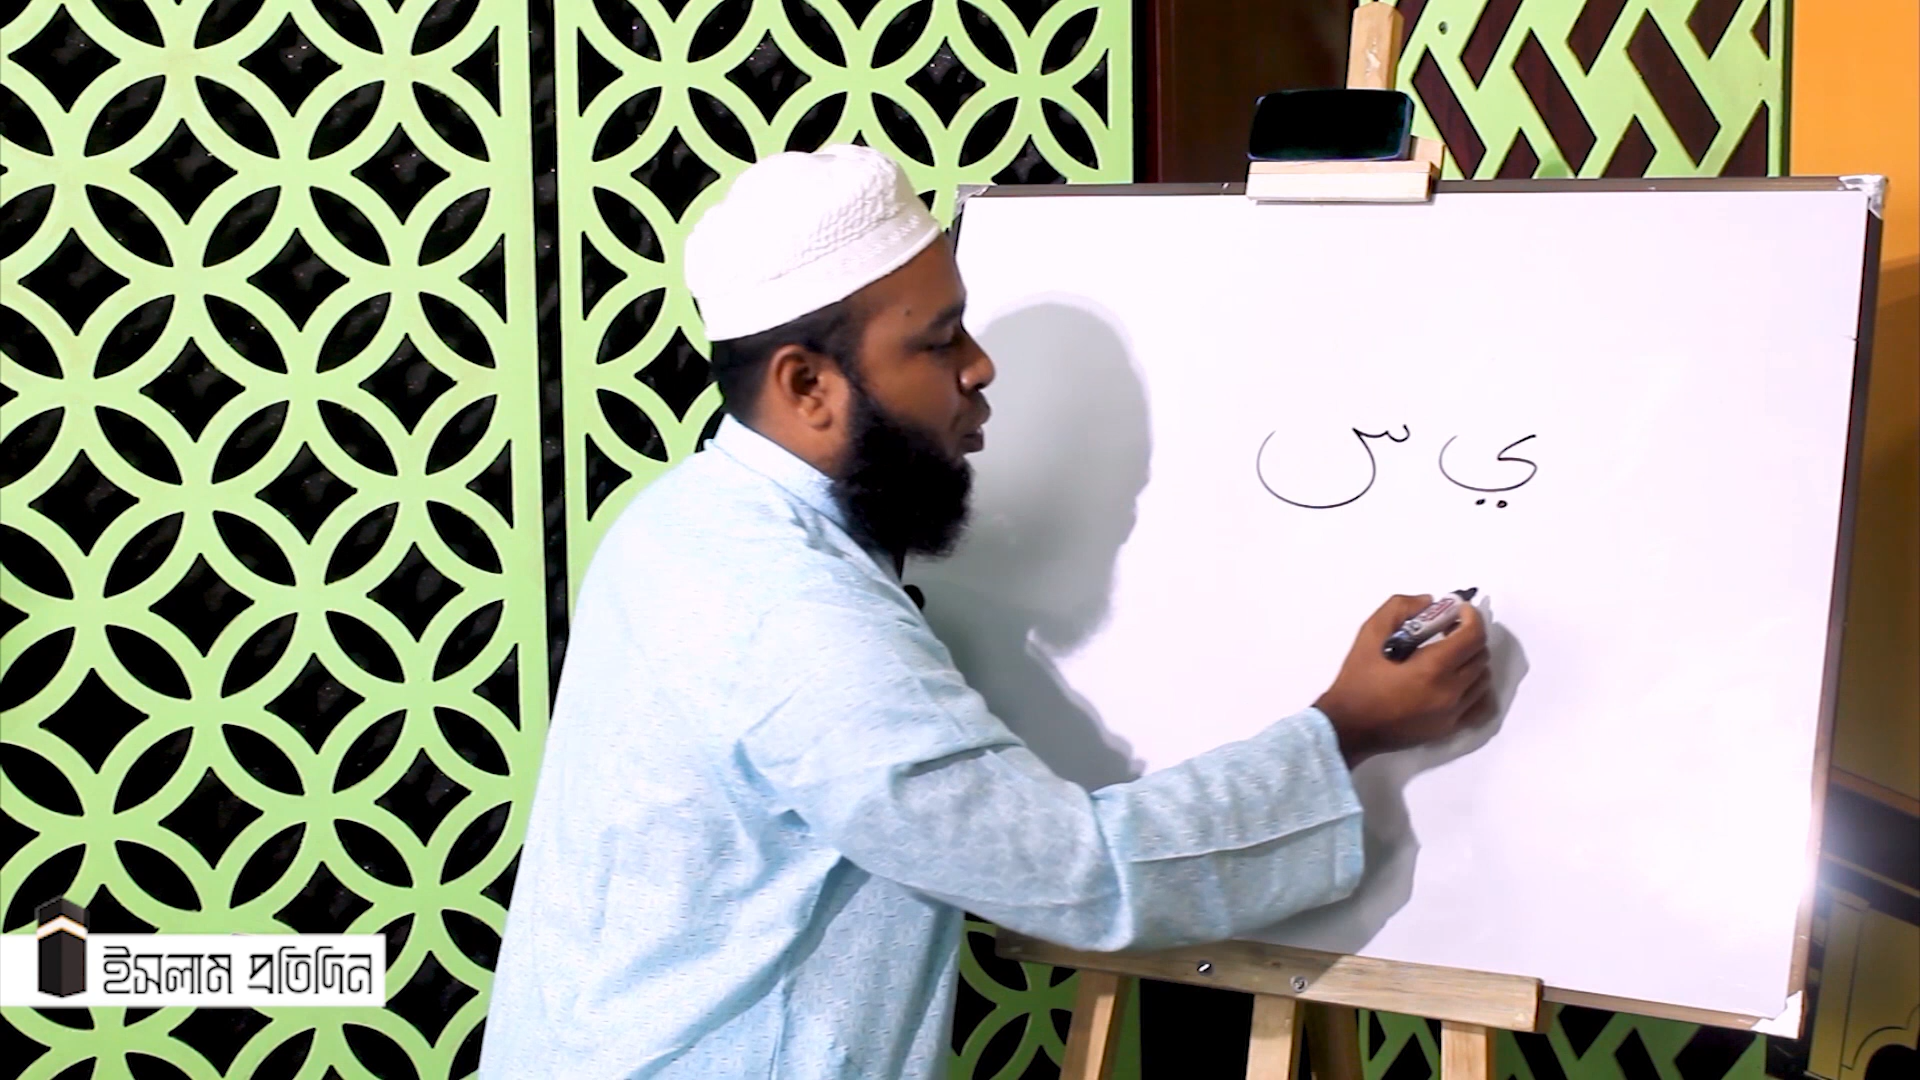 ي س
ইসলাম প্রতিদিন